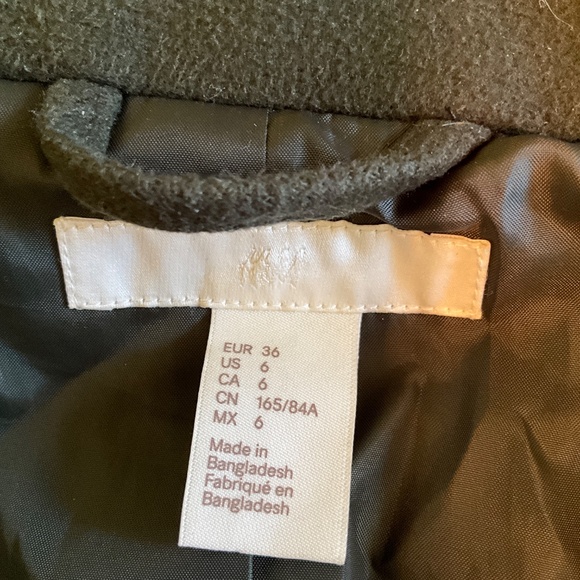 EUR 36
US 6
CA 6
CN 165/84A
MX 6
Made in
Bangladesh
Fabriqué en
Bangladesh